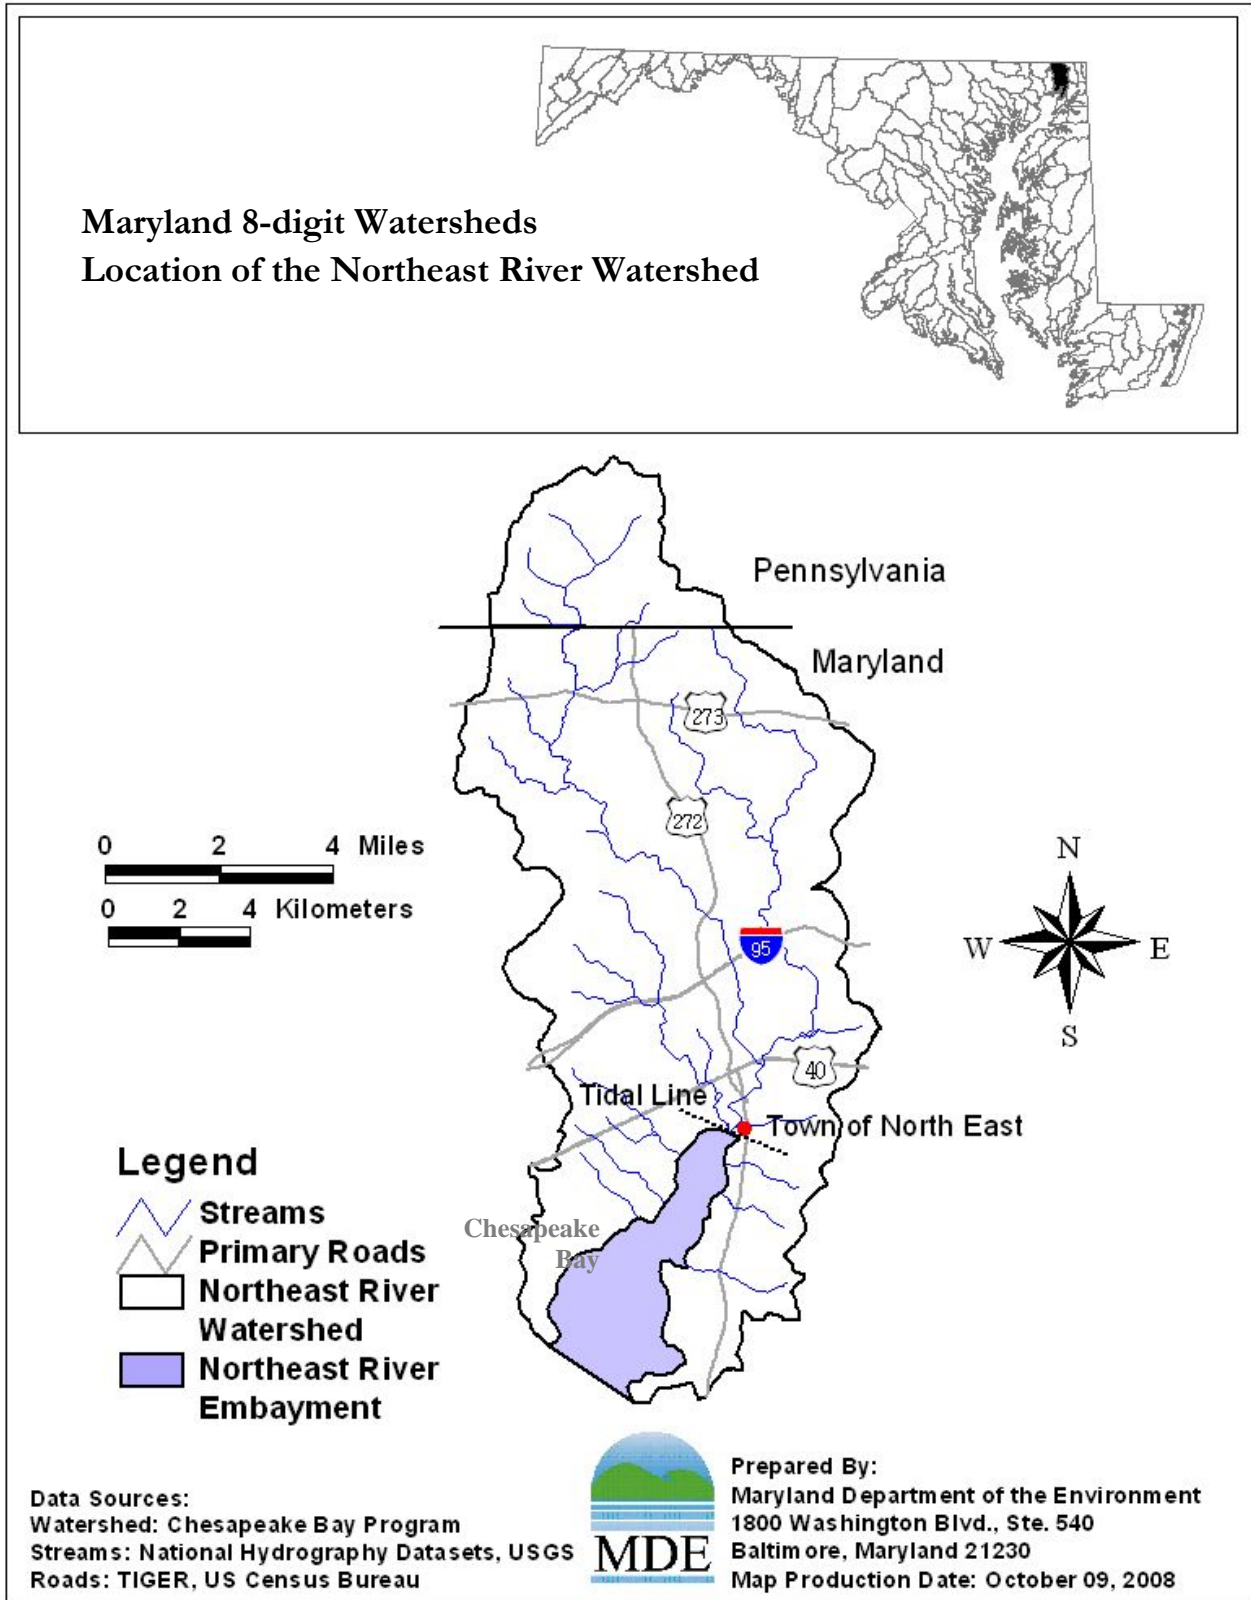 Maryland 8-digit Watersheds
Location of the Northeast River Watershed
Pennsylvania
Maryland
273
272
0 2 4 Miles
0 2 4 Kilometers
N
W E
S
95
40
Tidal Line
Town of North East
Legend
Streams
Primary Roads
Northeast River
Watershed
Northeast River
Embayment
Chesapeake
Bay
Data Sources:
Watershed: Chesapeake Bay Program
Streams: National Hydrography Datasets, USGS
Roads: TIGER, US Census Bureau
MDE
Prepared By:
Maryland Department of the Environment
1800 Washington Blvd., Ste. 540
Baltimore, Maryland 21230
Map Production Date: October 09, 2008